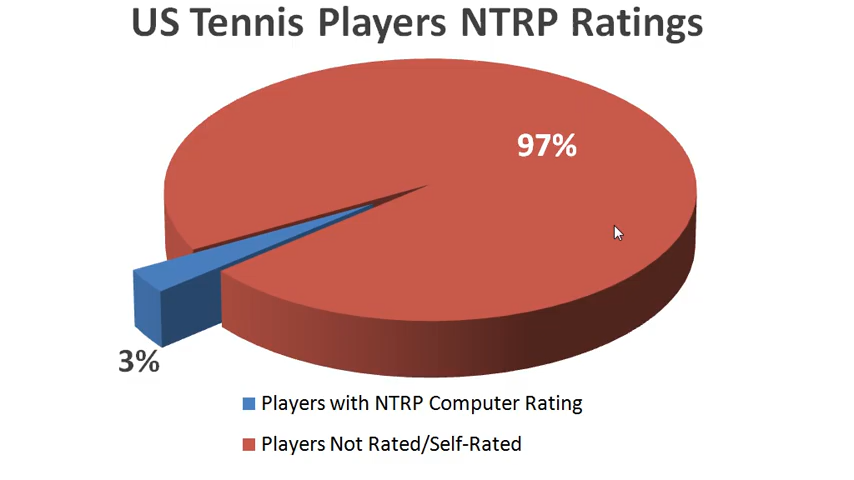 US Tennis Players NTRP Ratings
97%
3%
Players with NTRP Computer Rating
Players Not Rated/Self-Rated